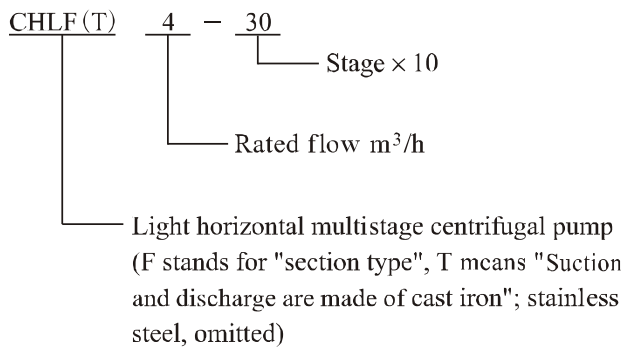 CHLF(T) 4 - 30
Stage × 10
Rated flow m³/h
Light horizontal multistage centrifugal pump
(F stands for "section type", T mcans "Suction
and discharge are made of cast iron"; stainless
steel, omitted)